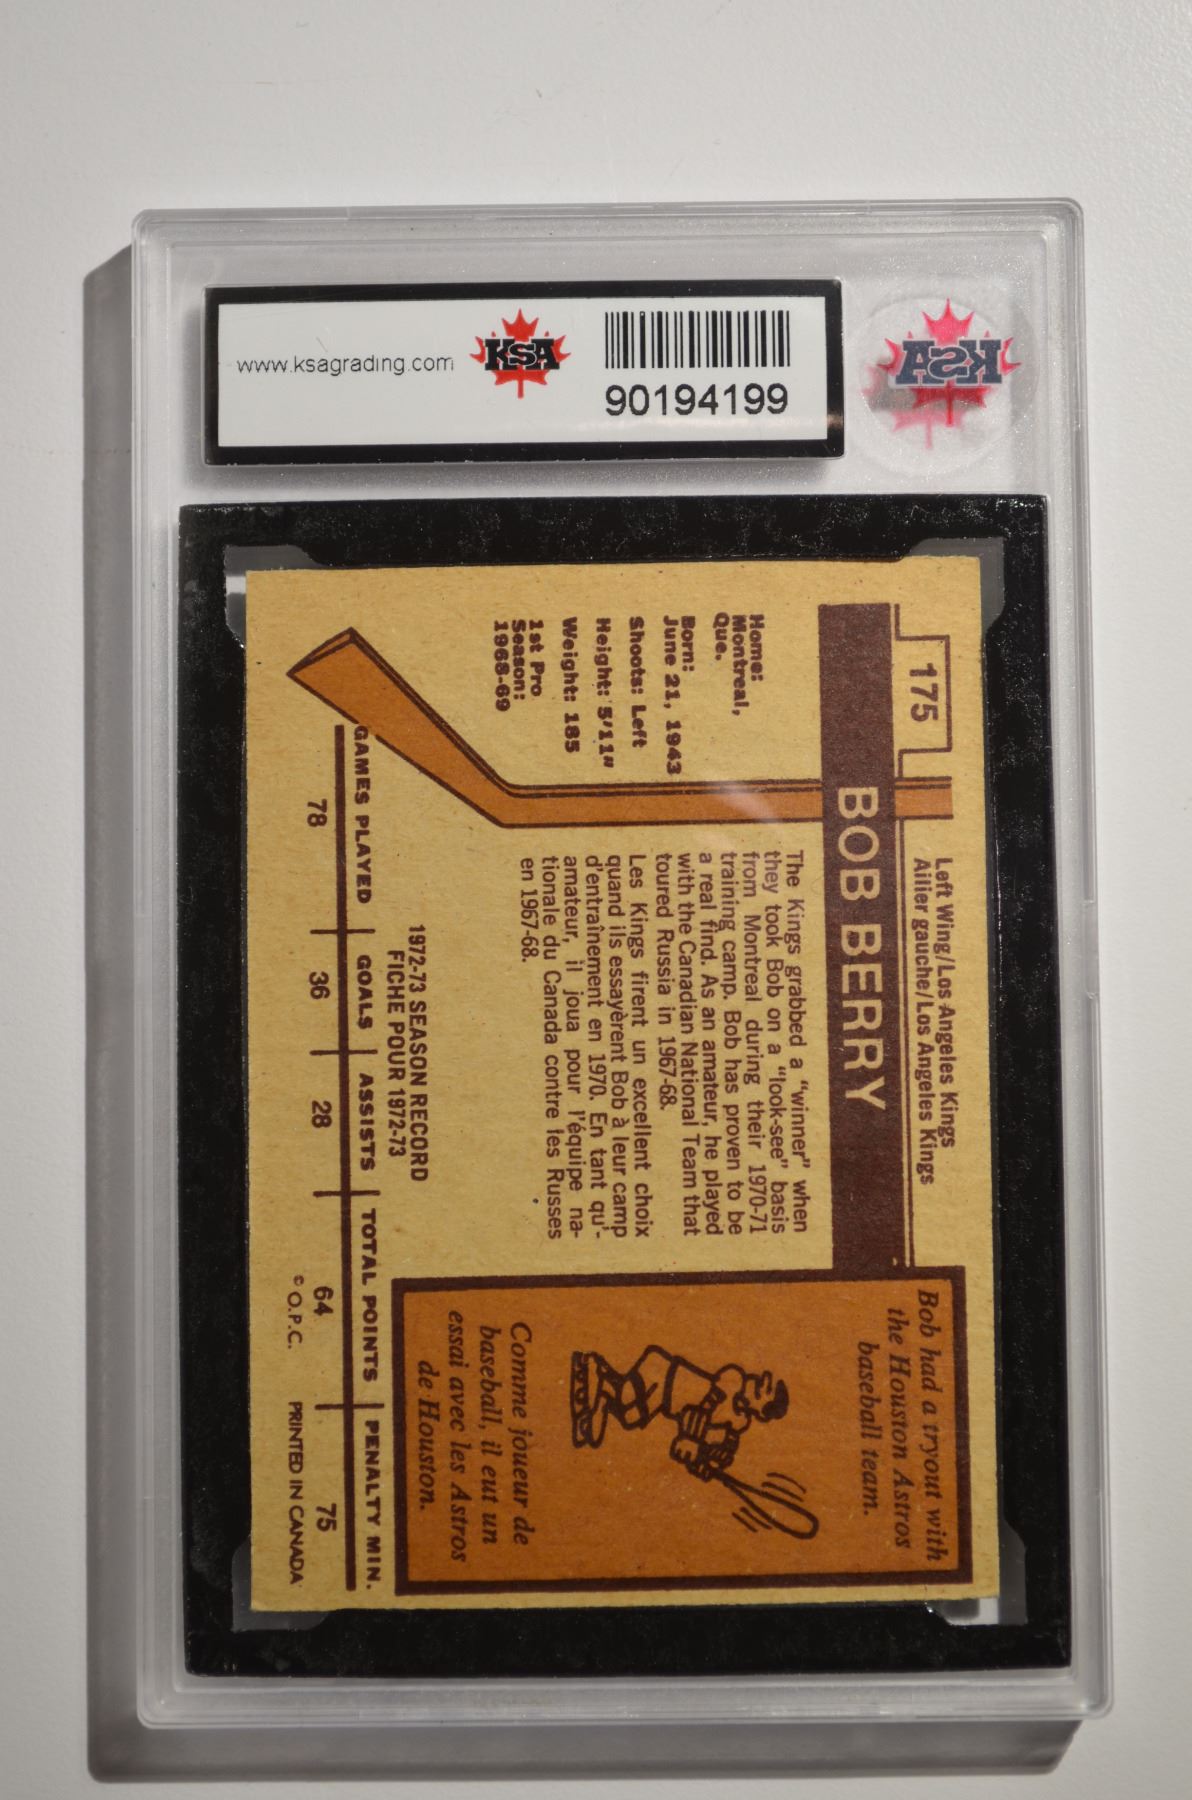 www.ksagrading.com
KSA
90194199
KSA
175
Left Wing/Los Angeles Kings
Ailier gauche/Los Angeles Kings
BOB BERRY
Home:
Montreal,
Que.
Born:
June 21, 1943
Shoots: Left
Height: 5'11"
Weight: 185
1st Pro
Season:
1968-69
The Kings grabbed a "winner" when
they took Bob on a "look-see" basis
from Montreal during their 1970-71
training camp. Bob has proven to be
a real find. As an amateur, he played
with the Canadian National Team that
toured Russia in 1967-68.
Les Kings firent un excellent choix
quand ils essayèrent Bob à leur camp
d'entraînement en 1970. En tant qu'-
amateur, il joua pour l'équipe na-
tionale du Canada contre les Russes
en 1967-68.
Bob had a tryout with
the Houston Astros
baseball team.
Comme joueur de
baseball, il eut un
essai avec les Astros
de Houston.
1972-73 SEASON RECORD
FICHE POUR 1972-73
GAMES PLAYED GOALS ASSISTS TOTAL POINTS PENALTY MIN.
78 36 28 64 75
© O.P.C. PRINTED IN CANADA